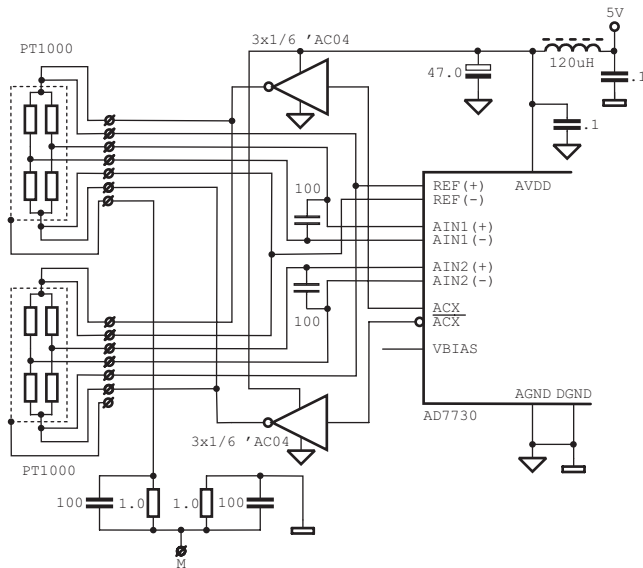 5V
3x1/6 'AC04
PT1000
47.0
120uH
.1
.1
100
REF(+)
AVDD
REF(-)
AIN1(+)
AIN1(-)
AIN2(+)
AIN2(-)
100
ACX
ACX
VBIAS
AGND DGND
AD7730
3x1/6 'AC04
PT1000
100
1.0
1.0
100
M